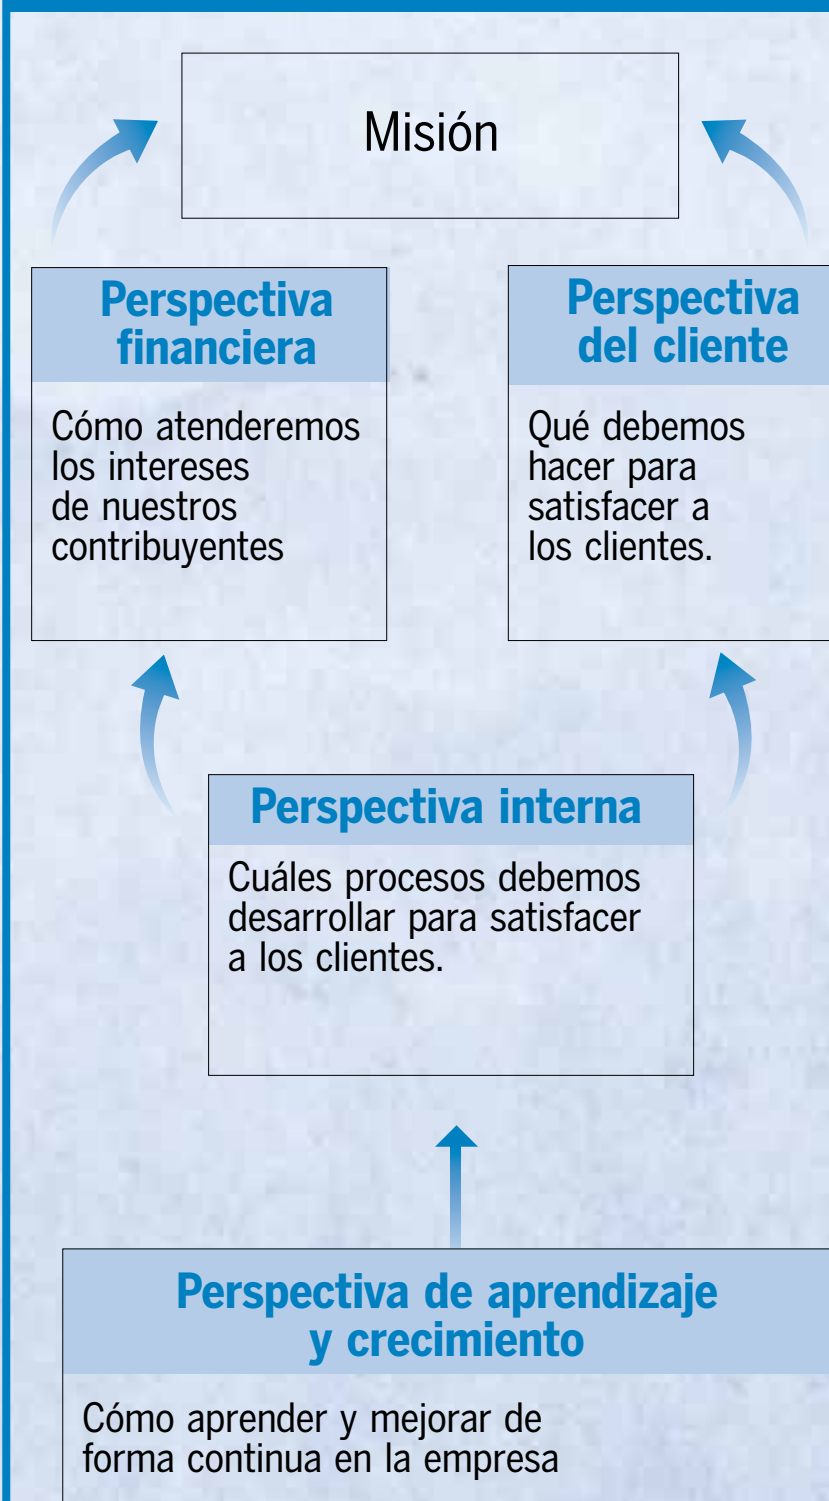 Misión
Perspectiva
financiera
Cómo atenderemos
los intereses
de nuestros
contribuyentes
Perspectiva
del cliente
Qué debemos
hacer para
satisfacer a
los clientes.
Perspectiva interna
Cuáles procesos debemos
desarrollar para satisfacer
a los clientes.
Perspectiva de aprendizaje
y crecimiento
Cómo aprender y mejorar de
forma continua en la empresa